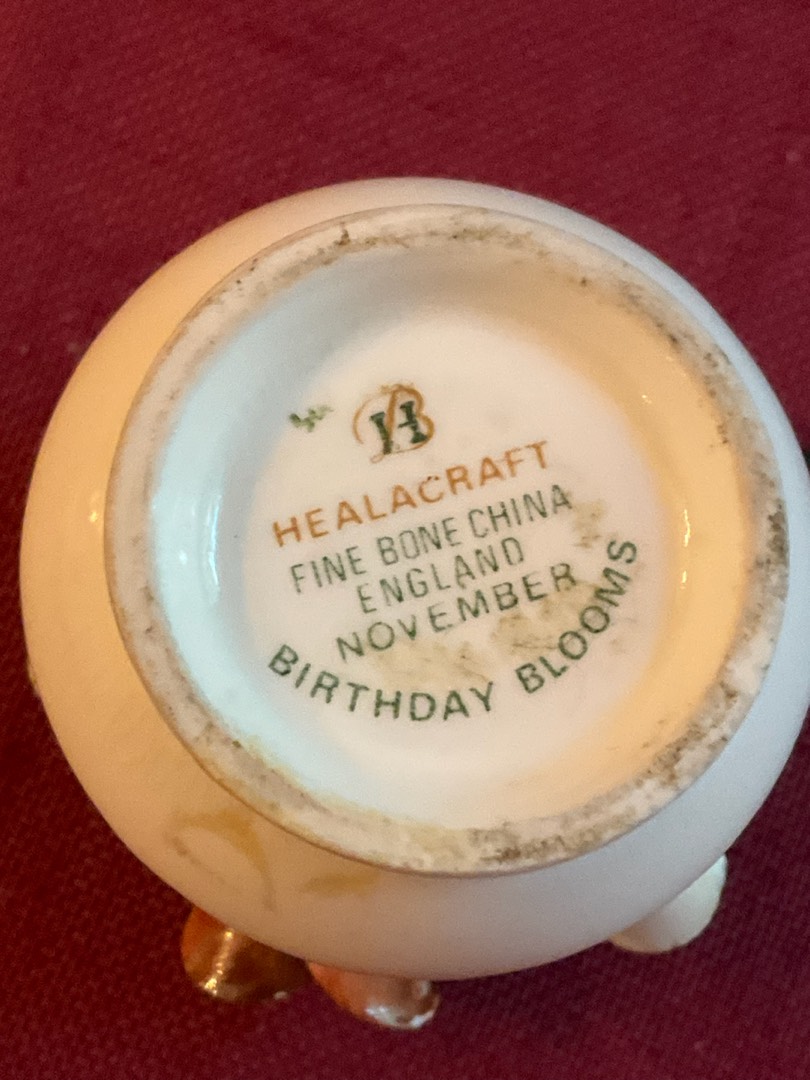 HB
HEALACRAFT
FINE BONE CHINA
ENGLAND
NOVEMBER
BIRTHDAY BLOOMS